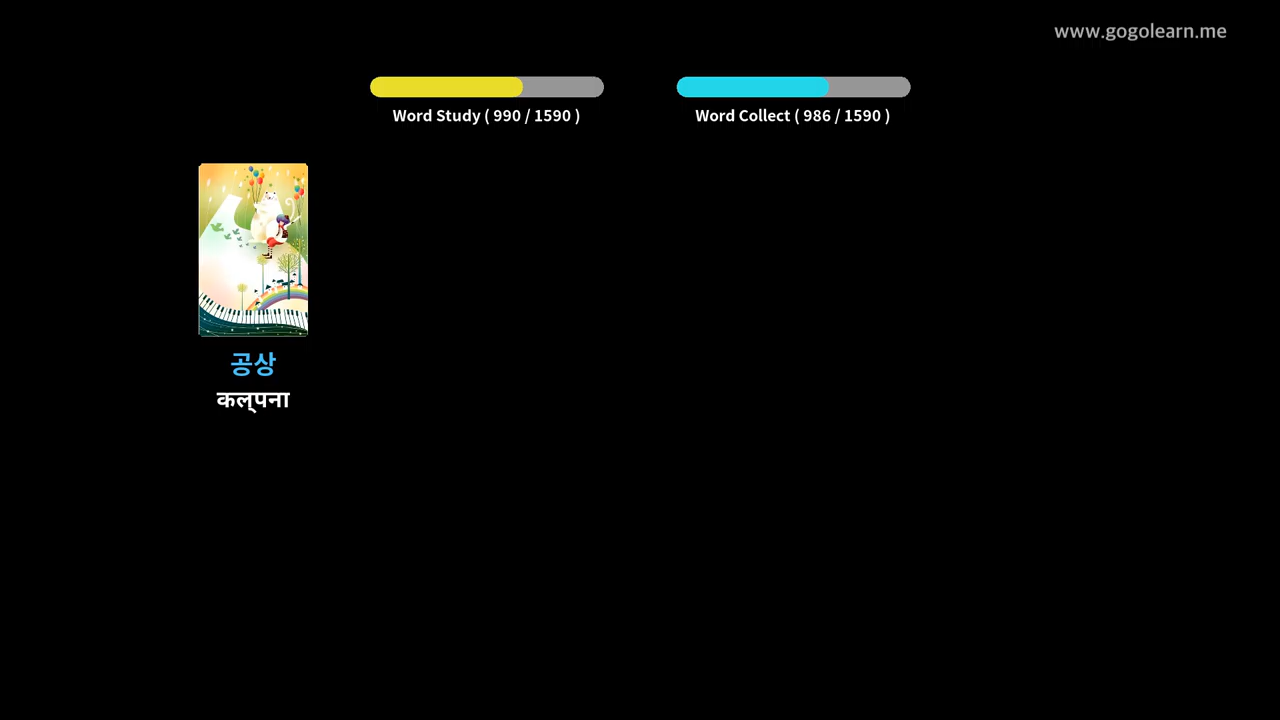 www.gogolearn.me
Word Study ( 990 / 1590 )
Word Collect ( 986 / 1590 )
공상
कल्पना